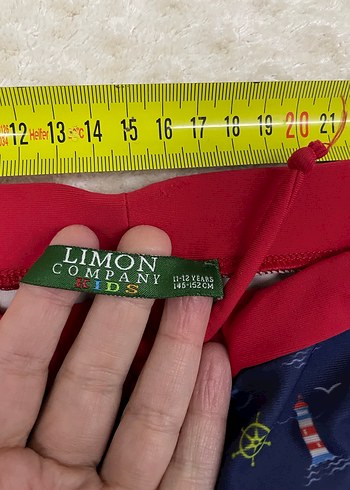 12 Helfer 13 °C 14 15 16 17 18 19 20 21
LIMON
COMPANY
KIDS
11-12 YEARS
145-152 CM